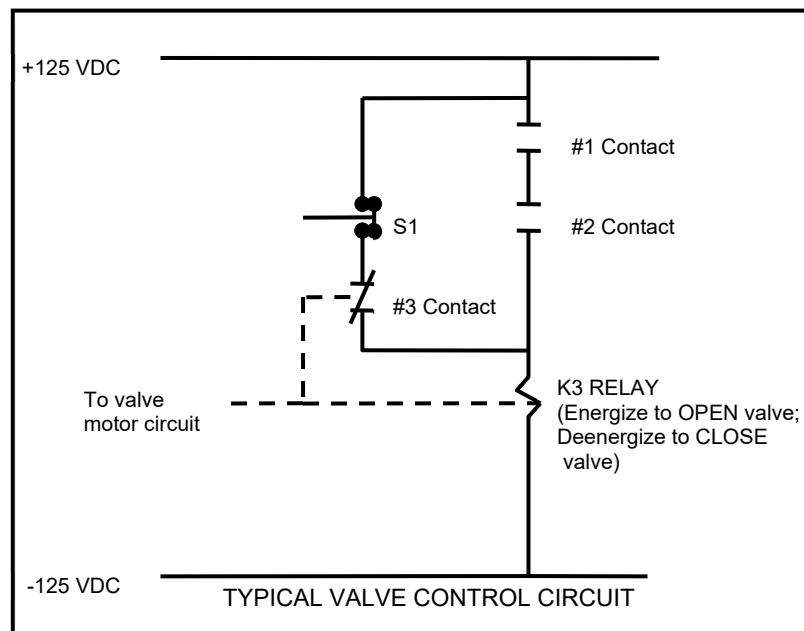 +125 VDC
#1 Contact
S1
#2 Contact
#3 Contact
K3 RELAY
(Energize to OPEN valve;
Deenergize to CLOSE
valve)
To valve
motor circuit
-125 VDC
TYPICAL VALVE CONTROL CIRCUIT